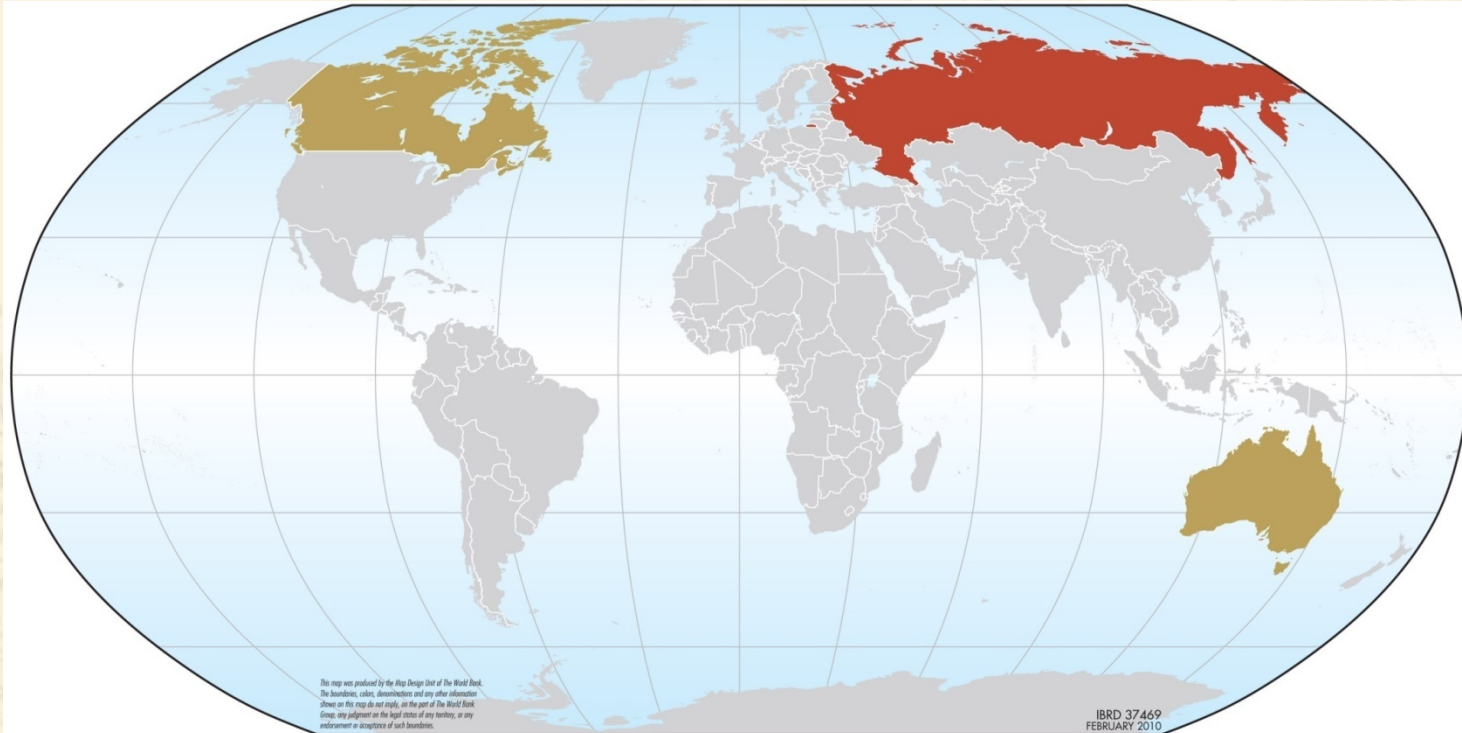 This map was produced by the Map Design Unit of The World Bank.
The boundaries, colors, denominations and any other information
shown on this map do not imply, on the part of The World Bank
Group, any judgment on the legal status of any territory, or any
endorsement or acceptance of such boundaries.
IBRD 37469
FEBRUARY 2010